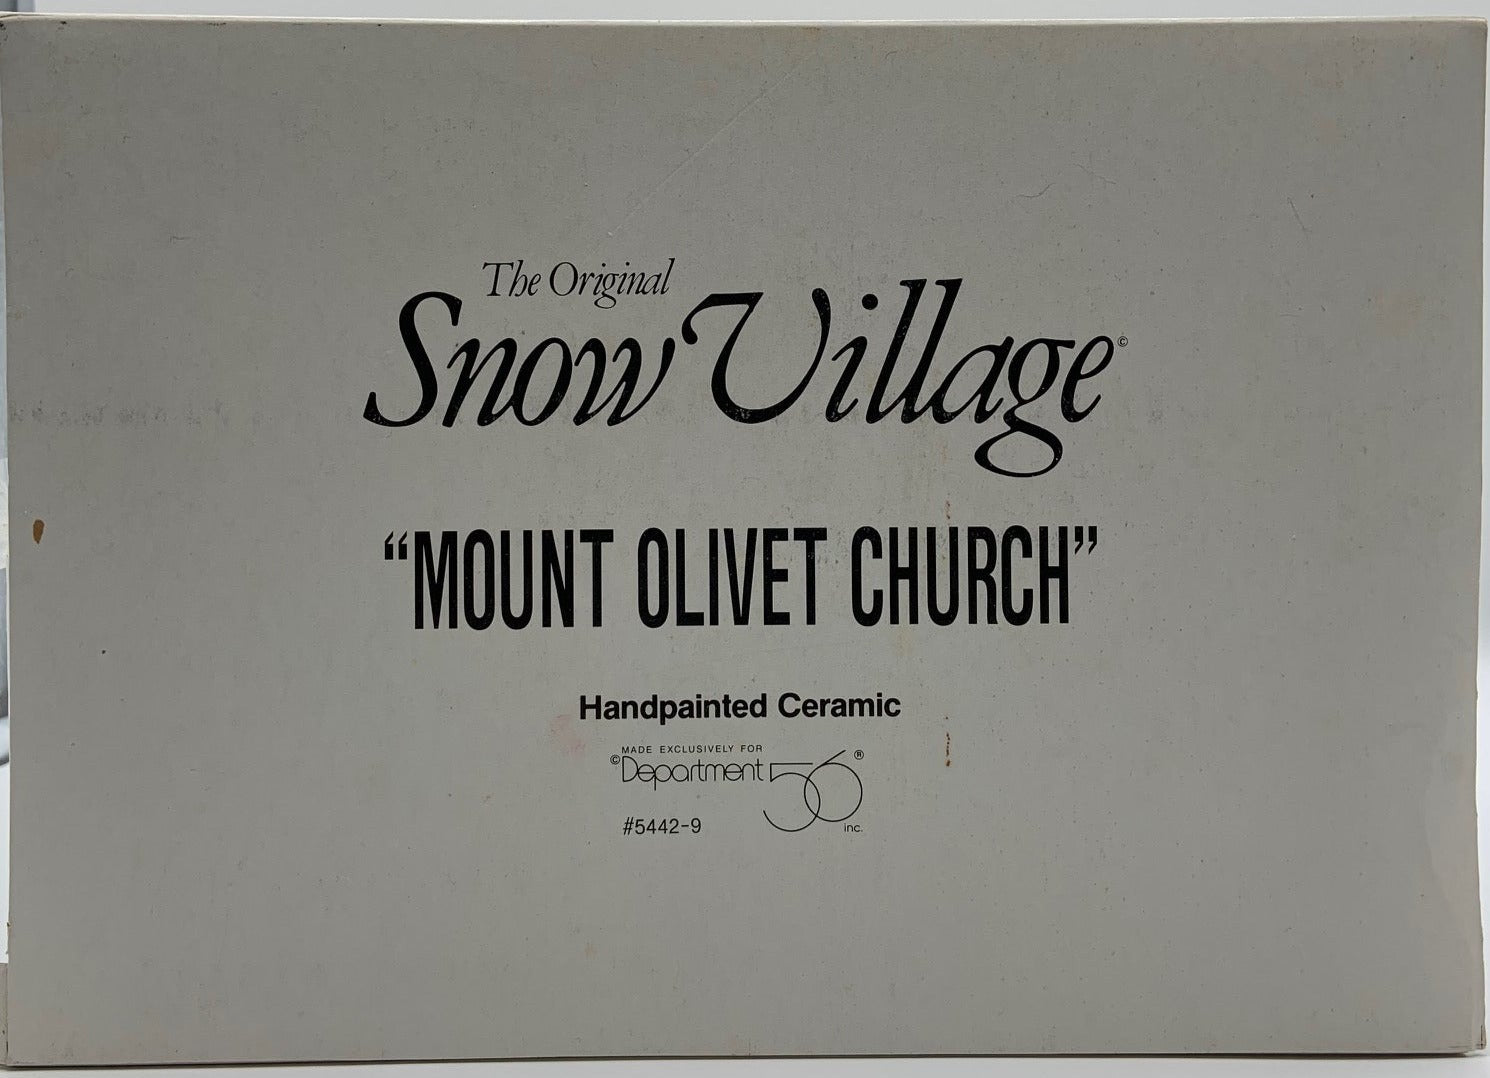 The Original
Snow Village©
“MOUNT OLIVET CHURCH”
Handpainted Ceramic
MADE EXCLUSIVELY FOR
©Department 56®
#5442-9 inc.